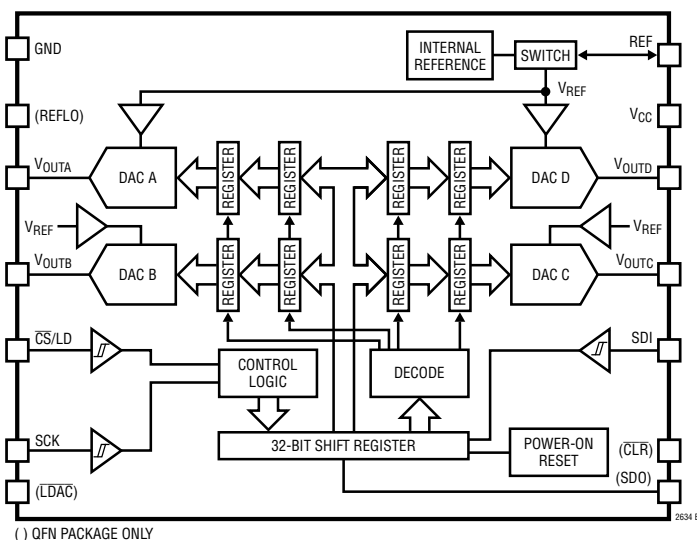 GND
INTERNAL
REFERENCE
SWITCH
REF
VREF
(REFLO)
VCC
VOUTA
DAC A
REGISTER
REGISTER
REGISTER
REGISTER
DAC D
VOUTD
VREF
VREF
VOUTB
DAC B
REGISTER
REGISTER
REGISTER
REGISTER
DAC C
VOUTC
CS/LD
SDI
CONTROL
LOGIC
DECODE
SCK
32-BIT SHIFT REGISTER
POWER-ON
RESET
(CLR)
(SDO)
(LDAC)
( ) QFN PACKAGE ONLY